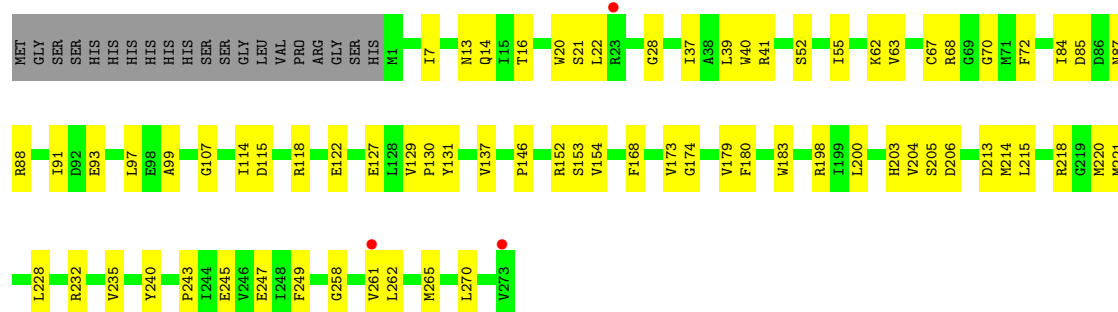 MET GLY SER SER HIS HIS HIS HIS HIS HIS SER SER GLY LEU VAL PRO ARG GLY SER HIS M1 I7 N13 Q14 I15 T16 W20 S21 L22 R23 G28 I37 A38 L39 W40 R41 S52 I55 K62 V63 C67 R68 G69 G70 M71 F72 I84 D85 D86 N87
R88 I91 D92 E93 L97 E98 A99 G107 I114 D115 R118 E122 E127 L128 V129 P130 Y131 V137 P146 R152 S153 V154 F168 V173 G174 V179 F180 W183 R198 I199 L200 H203 V204 S205 D206 D213 M214 L215 R218 G219 M220
L228 R232 V235 Y240 P243 I244 E245 V246 E247 I248 F249 G258 V261 L262 M265 L270 V273